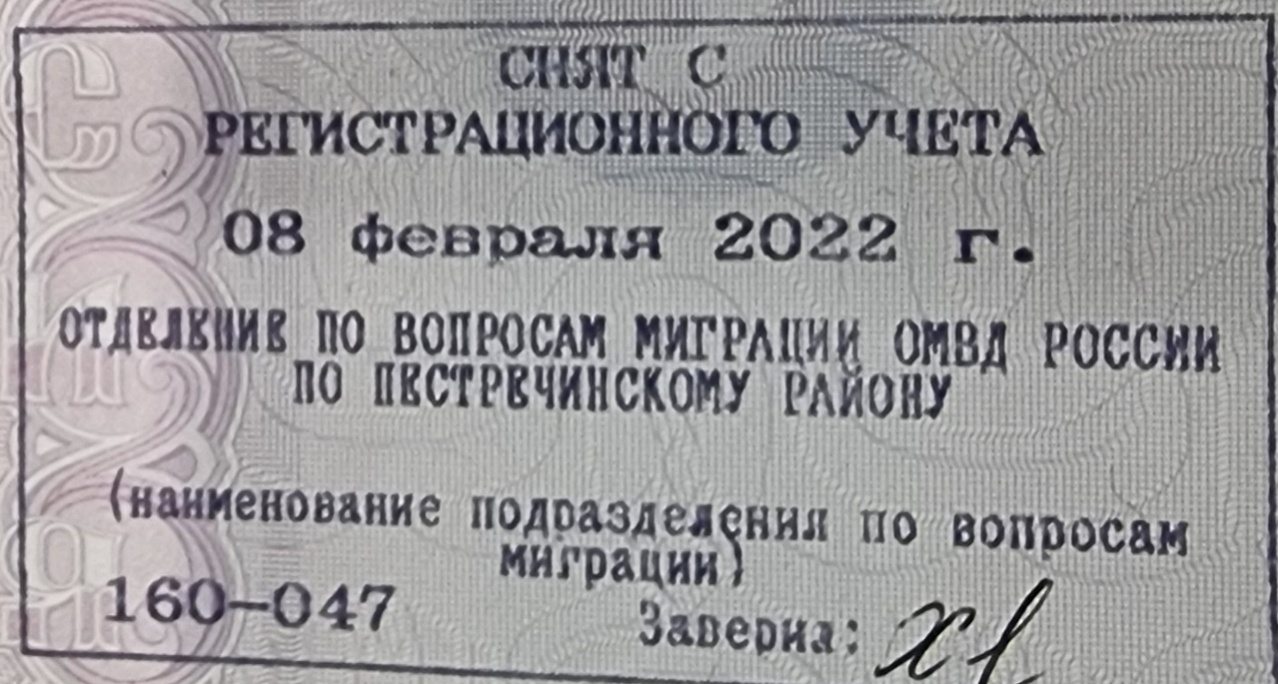 СНЯТ С
РЕГИСТРАЦИОННОГО УЧЕТА
08 февраля 2022 г.
ОТДЕЛЕНИЕ ПО ВОПРОСАМ МИГРАЦИИ ОМВД РОССИИ
ПО ПЕСТРЕЧИНСКОМУ РАЙОНУ
(наименование подразделения по вопросам
миграции)
160-047
Заверил: